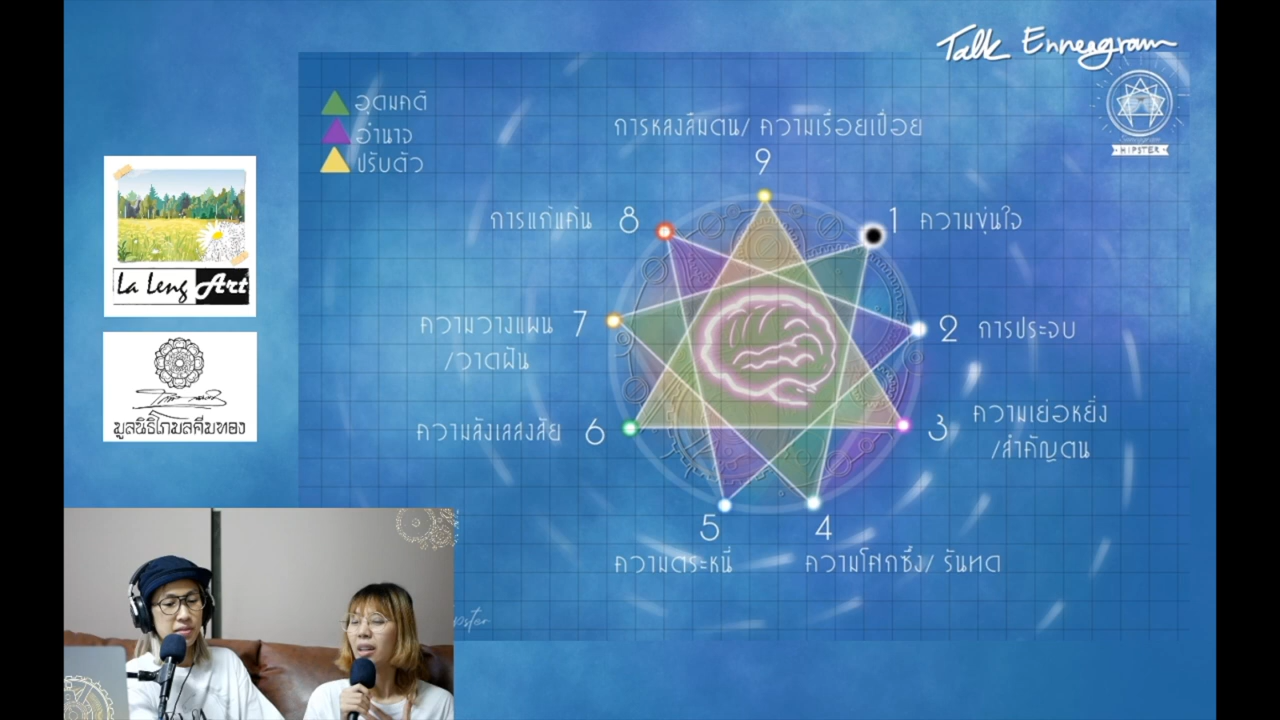 Talk Enneagram
HIPSTER
อุดมคติ
อำนาจ
ปรับตัว
การหลงลืมตน/ ความเรื่อยเปื่อย
9
การแก้แค้น 8
1 ความขุ่นใจ
ความวางแผน 7
/วาดฝัน
2 การประจบ
ความลังเลสงสัย 6
3 ความเย่อหยิ่ง
/สำคัญตน
5
ความตระหนี่
4
ความโศกซึ้ง/ รันทด
La Leng Art
มูลนิธิโกมลคีมทอง